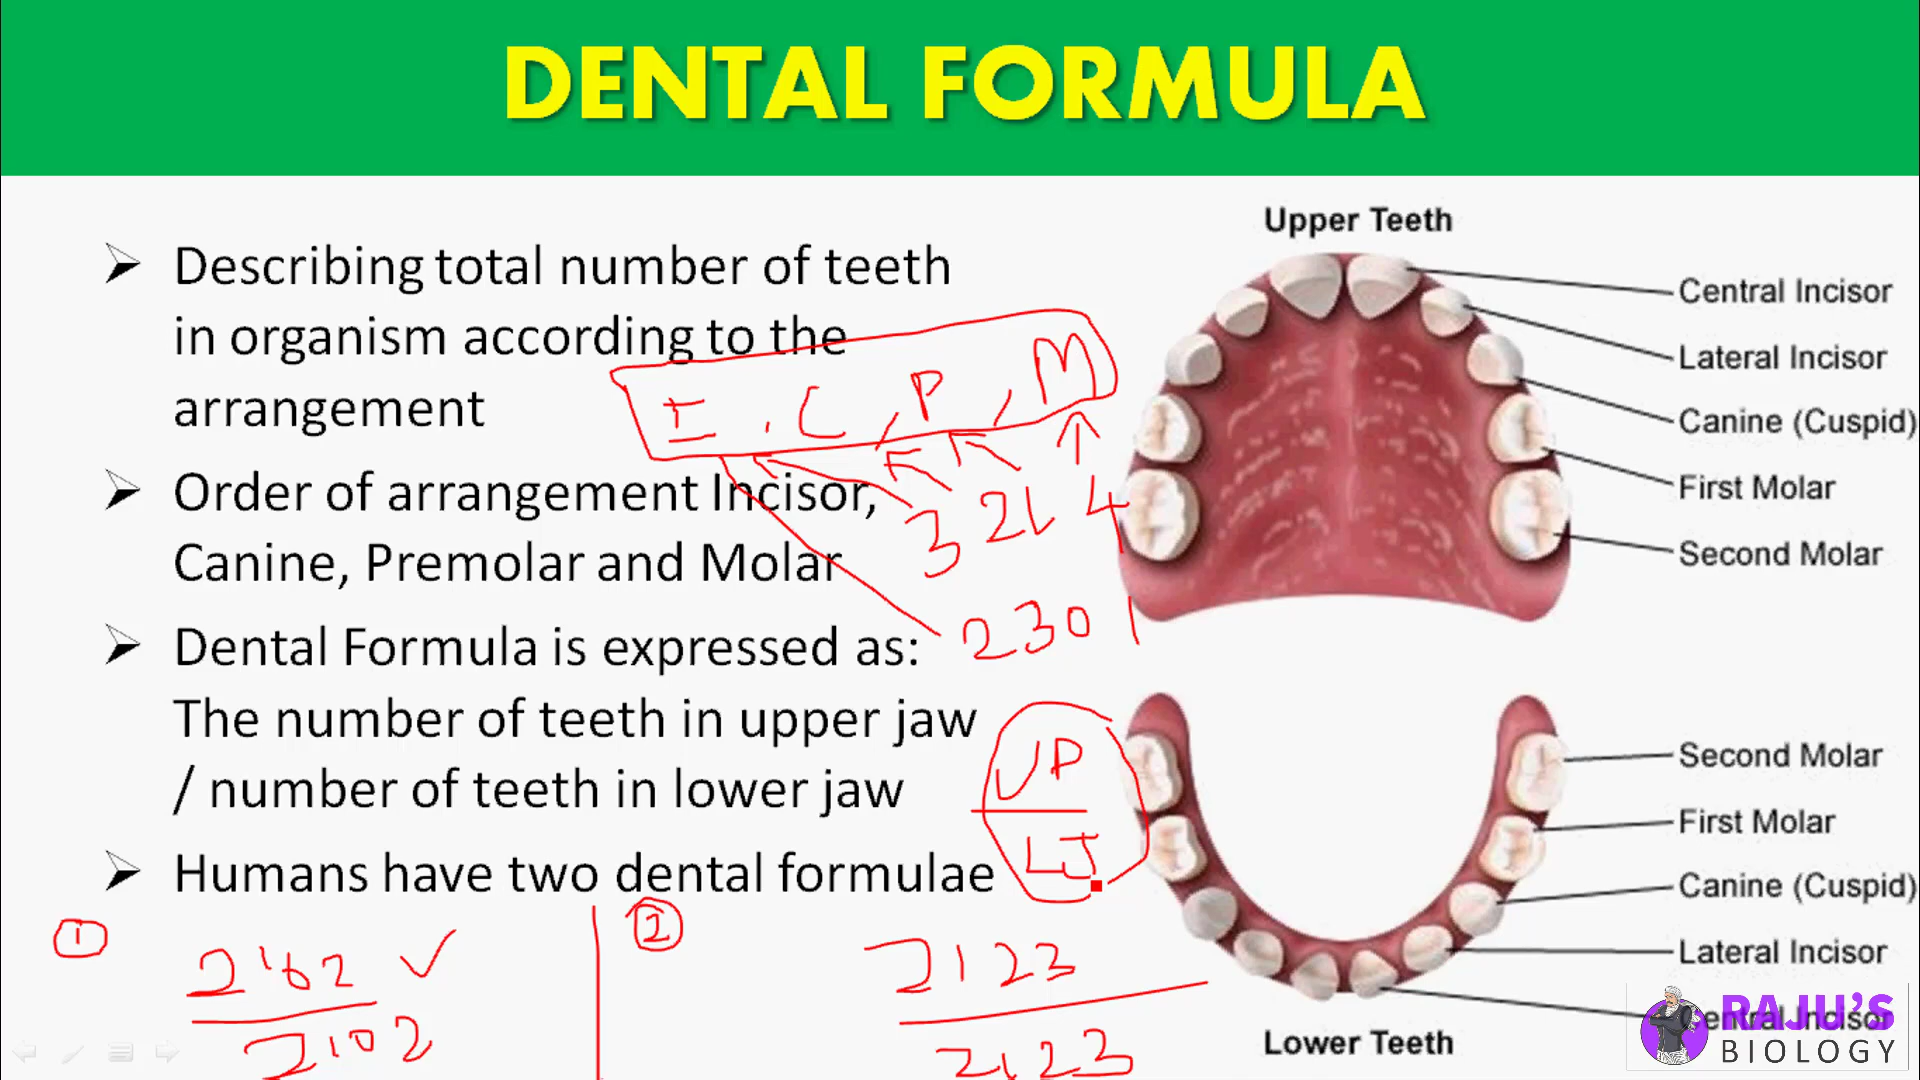 DENTAL FORMULA
Describing total number of teeth
in organism according to the
arrangement
Order of arrangement Incisor,
Canine, Premolar and Molar
Dental Formula is expressed as:
The number of teeth in upper jaw
/ number of teeth in lower jaw
Humans have two dental formulae
I , C , P , M
3 2 1 4
2 3 0 1
UP
LJ
1
2102
2
2123
2123
Upper Teeth
Central Incisor
Lateral Incisor
Canine (Cuspid)
First Molar
Second Molar
Second Molar
First Molar
Canine (Cuspid)
Lateral Incisor
Central Incisor
Lower Teeth
RAJU'S
BIOLOGY